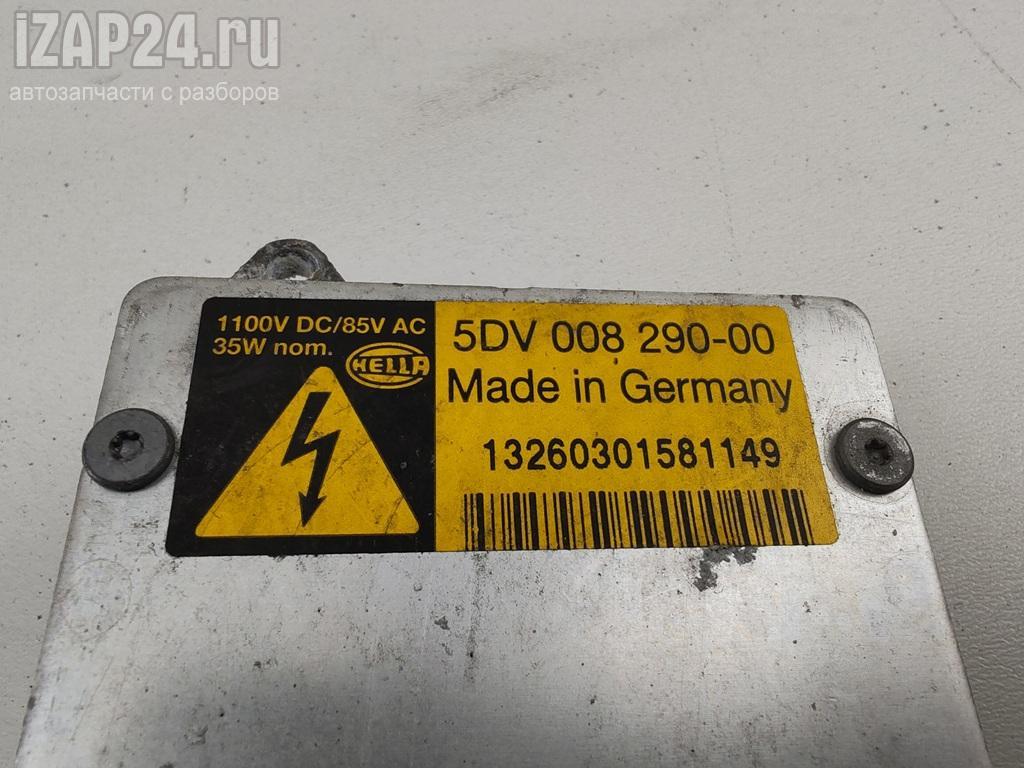 iZAP24.ru
автозапчасти с разборов
1100V DC/85V AC
35W nom.
HELLA
5DV 008 290-00
Made in Germany
13260301581149